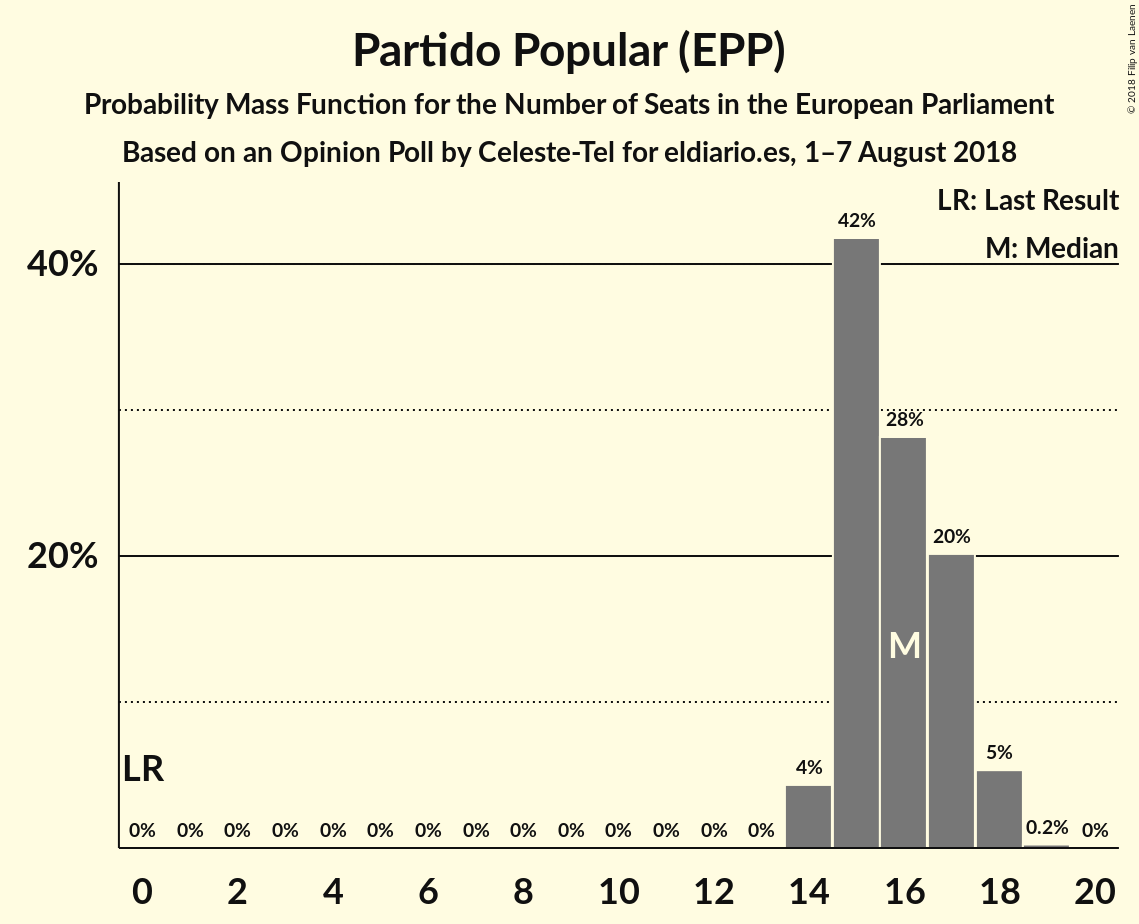 Partido Popular (EPP)
Probability Mass Function for the Number of Seats in the European Parliament
Based on an Opinion Poll by Celeste-Tel for eldiario.es, 1–7 August 2018
© 2018 Filip van Laenen
LR: Last Result
M: Median
40%
20%
42%
28%
20%
M
LR
4%
5%
0% 0% 0% 0% 0% 0% 0% 0% 0% 0% 0% 0% 0% 0% 0.2% 0%
0 2 4 6 8 10 12 14 16 18 20